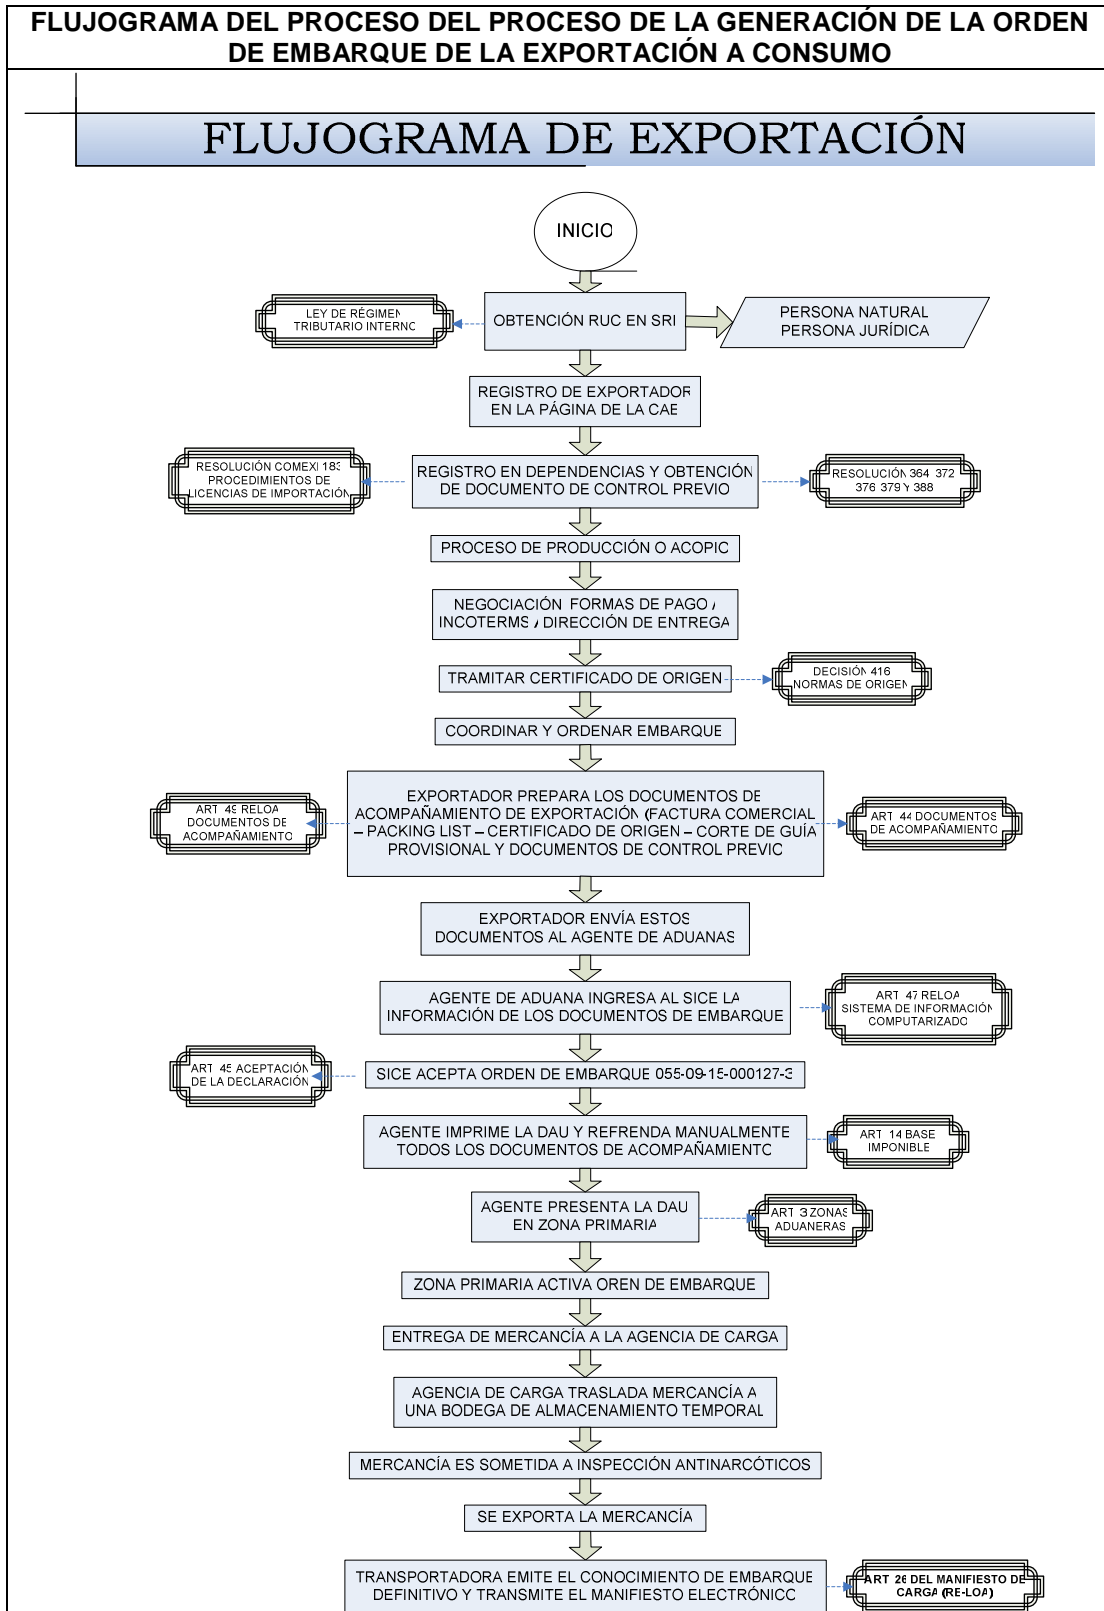 FLUJOGRAMA DEL PROCESO DEL PROCESO DE LA GENERACIÓN DE LA ORDEN
DE EMBARQUE DE LA EXPORTACIÓN A CONSUMO
FLUJOGRAMA DE EXPORTACIÓN
INICIO
LEY DE RÉGIMEN
TRIBUTARIO INTERNO
OBTENCIÓN RUC EN SRI
PERSONA NATURAL
PERSONA JURÍDICA
REGISTRO DE EXPORTADOR
EN LA PÁGINA DE LA CAE
RESOLUCIÓN COMEXI 183
PROCEDIMIENTOS DE
LICENCIAS DE IMPORTACIÓN
REGISTRO EN DEPENDENCIAS Y OBTENCIÓN
DE DOCUMENTO DE CONTROL PREVIO
RESOLUCIÓN 364 372
376 379 Y 388
PROCESO DE PRODUCCIÓN O ACOPIO
NEGOCIACIÓN FORMAS DE PAGO /
INCOTERMS / DIRECCIÓN DE ENTREGA
TRAMITAR CERTIFICADO DE ORIGEN
DECISIÓN 416
NORMAS DE ORIGEN
COORDINAR Y ORDENAR EMBARQUE
ART 49 RELOA
DOCUMENTOS DE
ACOMPAÑAMIENTO
EXPORTADOR PREPARA LOS DOCUMENTOS DE
ACOMPAÑAMIENTO DE EXPORTACIÓN (FACTURA COMERCIAL
– PACKING LIST – CERTIFICADO DE ORIGEN – CORTE DE GUÍA
PROVISIONAL Y DOCUMENTOS DE CONTROL PREVIO
ART 44 DOCUMENTOS
DE ACOMPAÑAMIENTO
EXPORTADOR ENVÍA ESTOS
DOCUMENTOS AL AGENTE DE ADUANAS
AGENTE DE ADUANA INGRESA AL SICE LA
INFORMACIÓN DE LOS DOCUMENTOS DE EMBARQUE
ART 47 RELOA
SISTEMA DE INFORMACIÓN
COMPUTARIZADO
ART 45 ACEPTACIÓN
DE LA DECLARACIÓN
SICE ACEPTA ORDEN DE EMBARQUE 055-09-15-000127-3
AGENTE IMPRIME LA DAU Y REFRENDA MANUALMENTE
TODOS LOS DOCUMENTOS DE ACOMPAÑAMIENTO
ART 14 BASE
IMPONIBLE
AGENTE PRESENTA LA DAU
EN ZONA PRIMARIA
ART 3 ZONAS
ADUANERAS
ZONA PRIMARIA ACTIVA OREN DE EMBARQUE
ENTREGA DE MERCANCÍA A LA AGENCIA DE CARGA
AGENCIA DE CARGA TRASLADA MERCANCÍA A
UNA BODEGA DE ALMACENAMIENTO TEMPORAL
MERCANCÍA ES SOMETIDA A INSPECCIÓN ANTINARCÓTICOS
SE EXPORTA LA MERCANCÍA
TRANSPORTADORA EMITE EL CONOCIMIENTO DE EMBARQUE
DEFINITIVO Y TRANSMITE EL MANIFIESTO ELECTRÓNICO
ART 26 DEL MANIFIESTO DE
CARGA (RE-LOA)